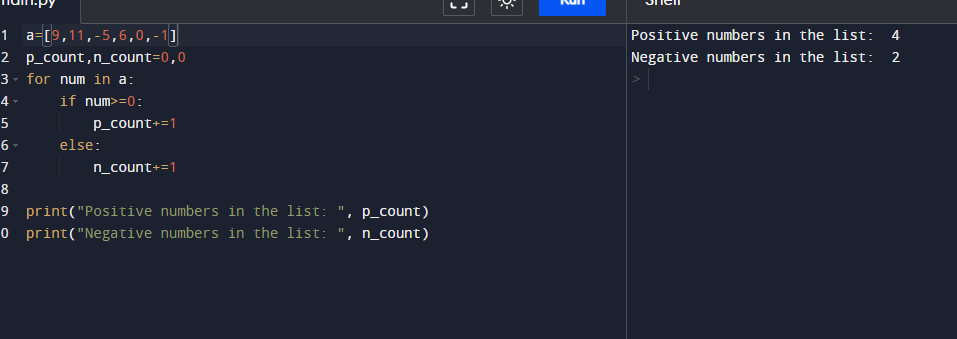 main.py
Run
Shell
1 a=[9,11,-5,6,0,-1]
2 p_count,n_count=0,0
3 for num in a:
4     if num>=0:
5         p_count+=1
6     else:
7         n_count+=1
8
9 print("Positive numbers in the list: ", p_count)
0 print("Negative numbers in the list: ", n_count)
Positive numbers in the list:  4
Negative numbers in the list:  2
>